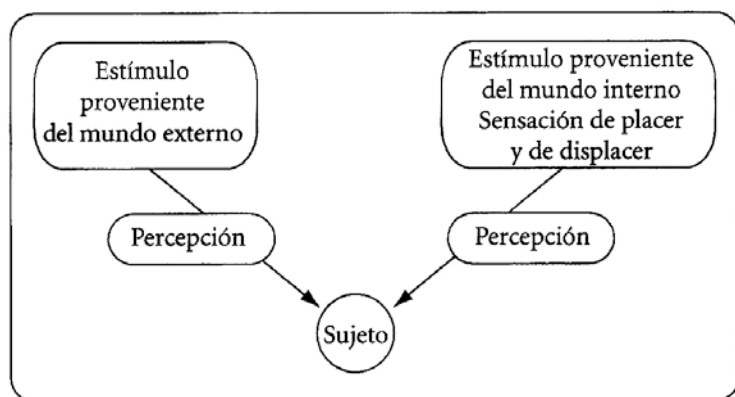 Estímulo
proveniente
del mundo externo
Estímulo proveniente
del mundo interno
Sensación de placer
y de displacer
Percepción
Percepción
Sujeto